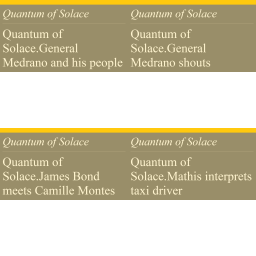 Quantum of Solace
Quantum of
Solace.General
Medrano and his people
Quantum of Solace
Quantum of
Solace.General
Medrano shouts
Quantum of Solace
Quantum of
Solace.James Bond
meets Camille Montes
Quantum of Solace
Quantum of
Solace.Mathis interprets
taxi driver